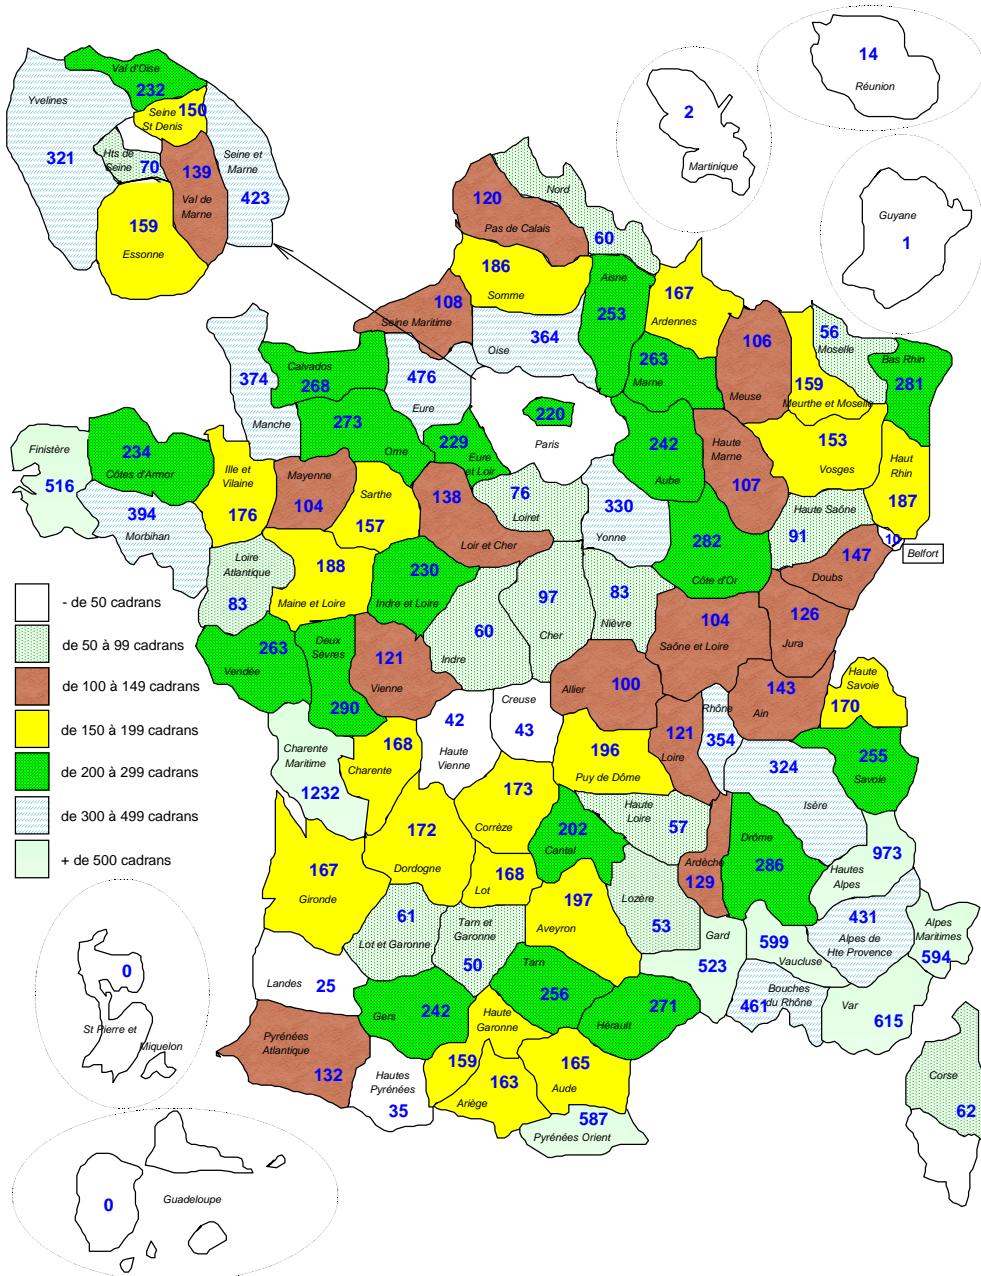 14
Réunion
2
Martinique
Guyane
1
Val d'Oise
232
Yvelines
321
Seine
St Denis
150
Hts de
Seine
70
139
Val de
Marne
Seine et
Marne
423
159
Essonne
Nord
60
120
Pas de Calais
186
Somme
Aisne
253
167
Ardennes
108
Seine Maritime
364
Oise
263
Marne
106
Meuse
56
Moselle
159
Meurthe et Moselle
Bas Rhin
281
374
Manche
Calvados
268
476
Eure
273
Orne
229
Eure
et Loir
220
Paris
242
Aube
Haute
Marne
107
153
Vosges
Haut
Rhin
187
Finistère
516
234
Côtes d'Armor
394
Morbihan
Ille et
Vilaine
176
Mayenne
104
Sarthe
157
138
Loir et Cher
76
Loiret
330
Yonne
282
Côte d'Or
Haute Saône
91
10
Belfort
147
Doubs
Loire
Atlantique
83
188
Maine et Loire
230
Indre et Loire
60
Indre
97
Cher
83
Nièvre
104
Saône et Loire
126
Jura
- de 50 cadrans
de 50 à 99 cadrans
de 100 à 149 cadrans
de 150 à 199 cadrans
de 200 à 299 cadrans
de 300 à 499 cadrans
+ de 500 cadrans
263
Vendée
Deux
Sèvres
290
121
Vienne
42
Haute
Vienne
Creuse
43
Allier
100
121
Loire
Rhône
354
143
Ain
Haute
Savoie
170
255
Savoie
Charente
Maritime
1232
168
Charente
173
Corrèze
196
Puy de Dôme
324
Isère
167
Gironde
172
Dordogne
202
Cantal
Haute
Loire
57
Ardèche
129
Drôme
286
973
Hautes
Alpes
168
Lot
61
Lot et Garonne
Tarn et
Garonne
50
197
Aveyron
Lozère
53
Gard
523
599
Vaucluse
431
Alpes de
Hte Provence
Alpes
Maritimes
594
Landes
25
Gers
242
Tarn
256
271
Hérault
Bouches
du Rhône
461
Var
615
Pyrénées
Atlantique
132
Hautes
Pyrénées
35
Haute
Garonne
159
163
Ariège
165
Aude
587
Pyrénées Orient
Corse
62
0
St Pierre et
Miquelon
0
Guadeloupe